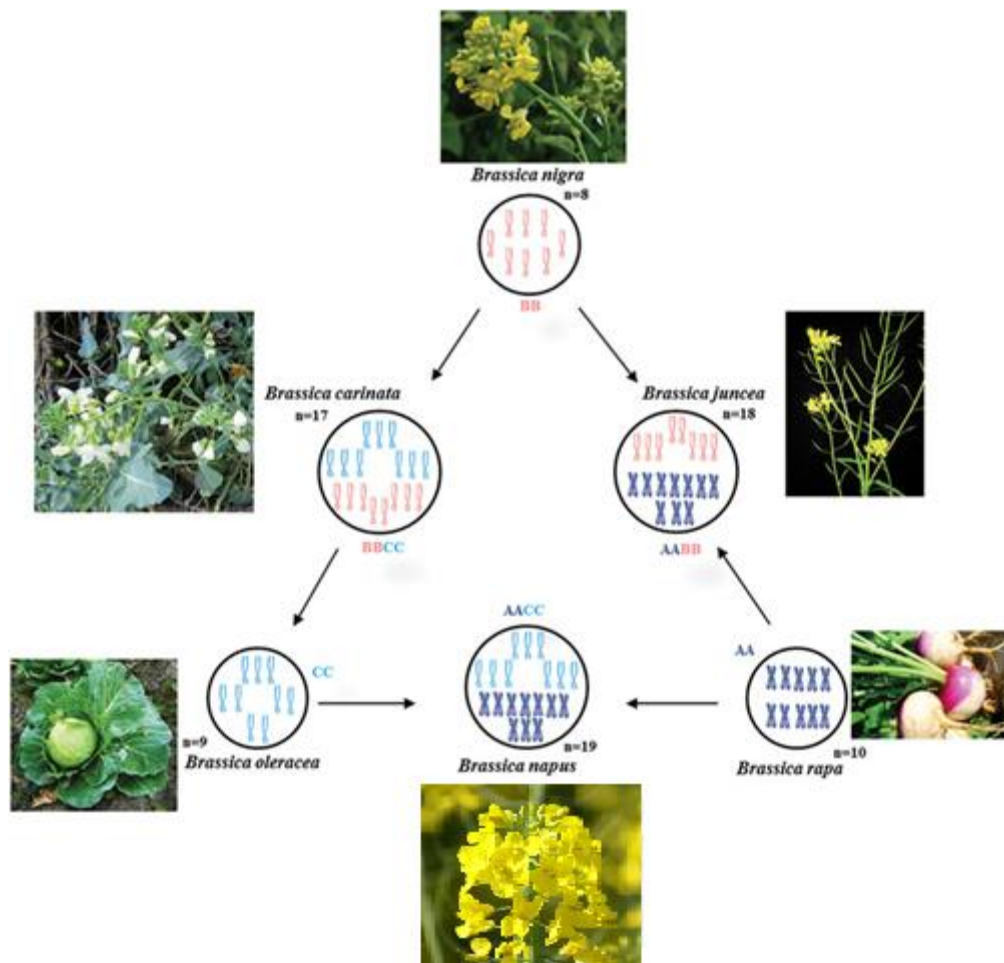 Brassica nigra
n=8
BB
Brassica carinata
n=17
Brassica juncea
n=18
BBCC
AABB
AACC
CC
AA
n=9
Brassica oleracea
n=19
Brassica napus
n=10
Brassica rapa